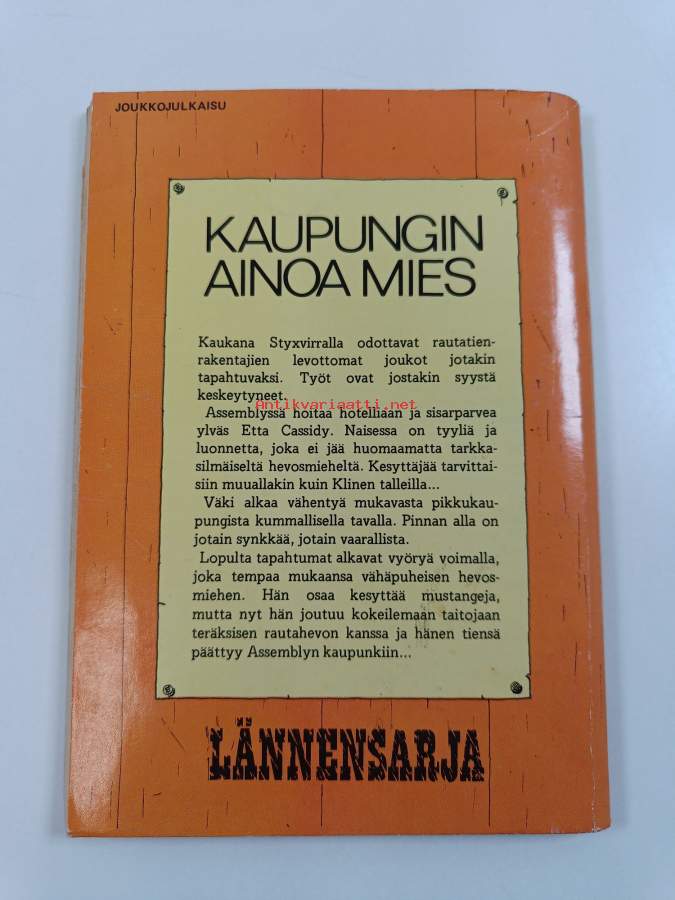 JOUKKOJULKAISU
KAUPUNGIN
AINOA MIES
Kaukana Styxvirralla odottavat rautatien-
rakentajien levottomat joukot jotakin
tapahtuvaksi. Työt ovat jostakin syystä
keskeytyneet.
Antikvariaatti.net
Assemblyssä hoitaa hotelliaan ja sisarparvea
ylväs Etta Cassidy. Naisessa on tyyliä ja
luonnetta, joka ei jää huomaamatta tarkka-
silmäiseltä hevosmieheltä. Kesyttäjää tarvittai-
siin muuallakin kuin Klinen talleilla...
Väki alkaa vähentyä mukavasta pikkukau-
pungista kummallisella tavalla. Pinnan alla on
jotain synkkää, jotain vaarallista.
Lopulta tapahtumat alkavat vyöryä voimalla,
joka tempaa mukaansa vähäpuheisen hevos-
miehen. Hän osaa kesyttää mustangeja,
mutta nyt hän joutuu kokeilemaan taitojaan
teräksisen rautahevon kanssa ja hänen tiensä
päättyy Assemblyn kaupunkiin...
LÄNNENSARJA